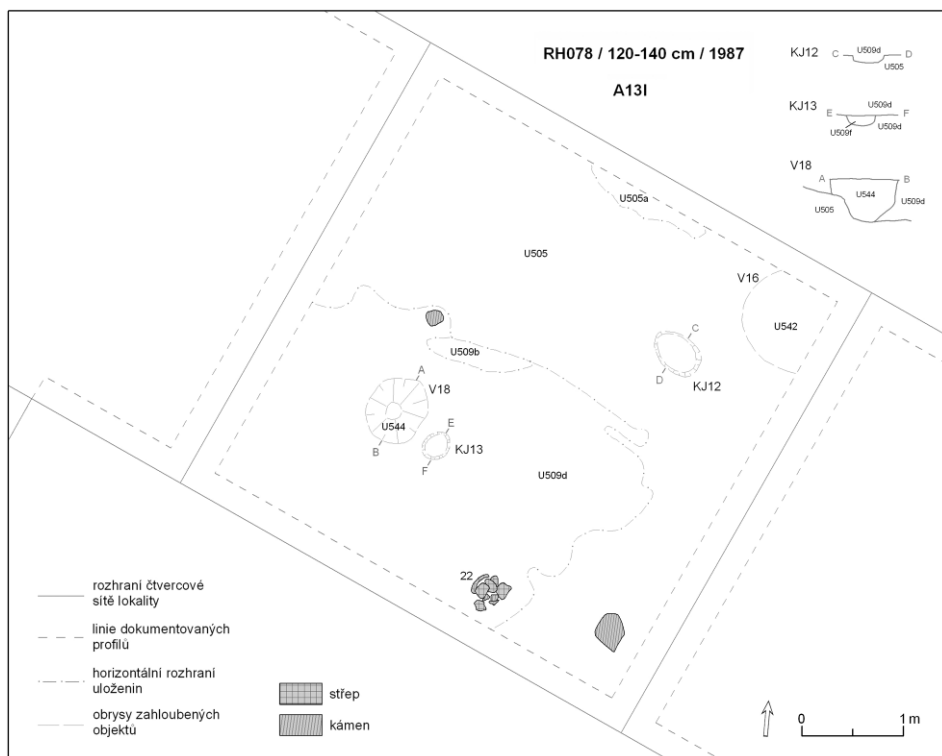 RH078 / 120-140 cm / 1987
A13I
KJ12
C
U509d
D
U505
KJ13
U509d
E
F
U509f
U509d
V18
A
B
U544
U505
U509d
U505a
U505
V16
U542
C
D
KJ12
U509b
A
V18
U544
B
E
KJ13
F
U509d
22
rozhraní čtvercové
sítě lokality
linie dokumentovaných
profilů
horizontální rozhraní
uloženin
obrysy zahloubených
objektů
střep
kámen
0
1 m